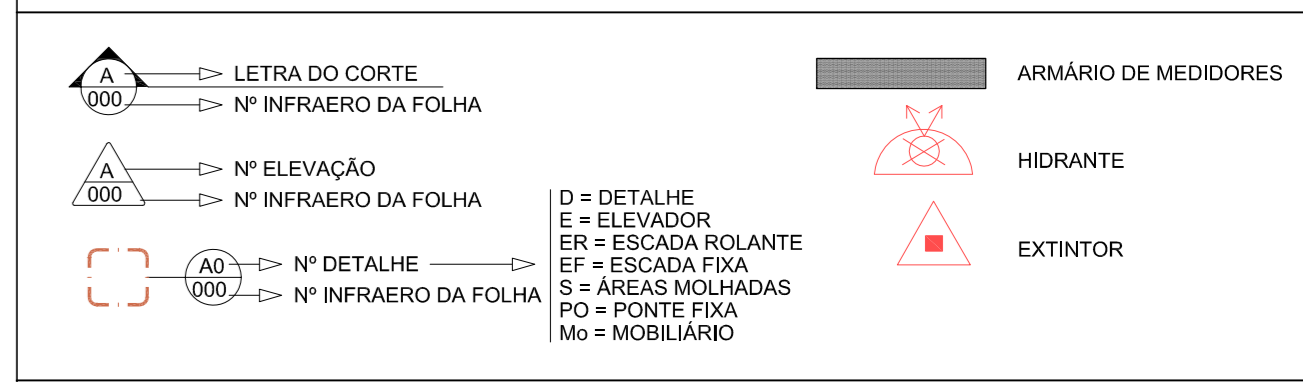 A
000
LETRA DO CORTE
Nº INFRAERO DA FOLHA
A
000
Nº ELEVAÇÃO
Nº INFRAERO DA FOLHA
A0
000
Nº DETALHE
Nº INFRAERO DA FOLHA
D = DETALHE
E = ELEVADOR
ER = ESCADA ROLANTE
EF = ESCADA FIXA
S = ÁREAS MOLHADAS
PO = PONTE FIXA
Mo = MOBILIÁRIO
ARMÁRIO DE MEDIDORES
HIDRANTE
EXTINTOR